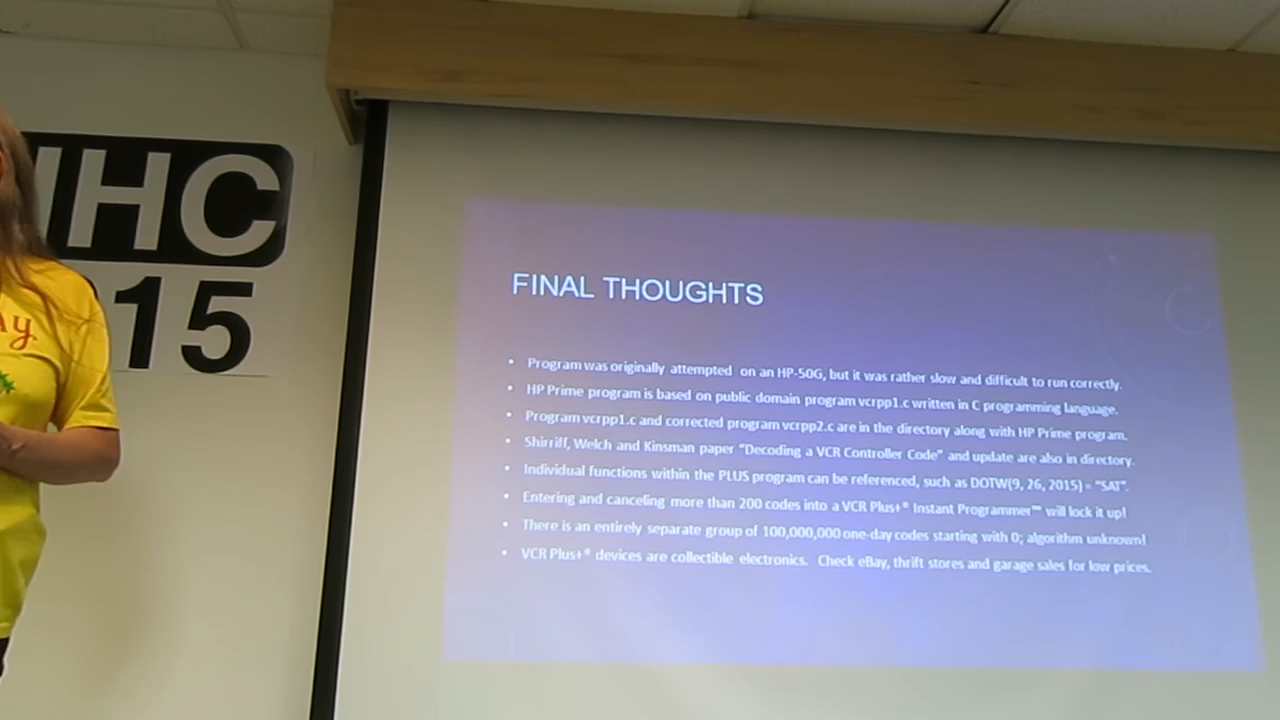 HHC
15
FINAL THOUGHTS
• Program was originally attempted on an HP-50G, but it was rather slow and difficult to run correctly.
• HP Prime program is based on public domain program vcrpp1.c written in C programming language.
• Program vcrpp1.c and corrected program vcrpp2.c are in the directory along with HP Prime program.
• Shirriff, Welch and Kinsman paper “Decoding a VCR Controller Code” and update are also in directory.
• Individual functions within the PLUS program can be referenced, such as DOTW(9, 26, 2015) = “SAT”.
• Entering and canceling more than 200 codes into a VCR Plus+® Instant Programmer™ will lock it up!
• There is an entirely separate group of 100,000,000 one-day codes starting with 0; algorithm unknown!
• VCR Plus+® devices are collectible electronics. Check eBay, thrift stores and garage sales for low prices.